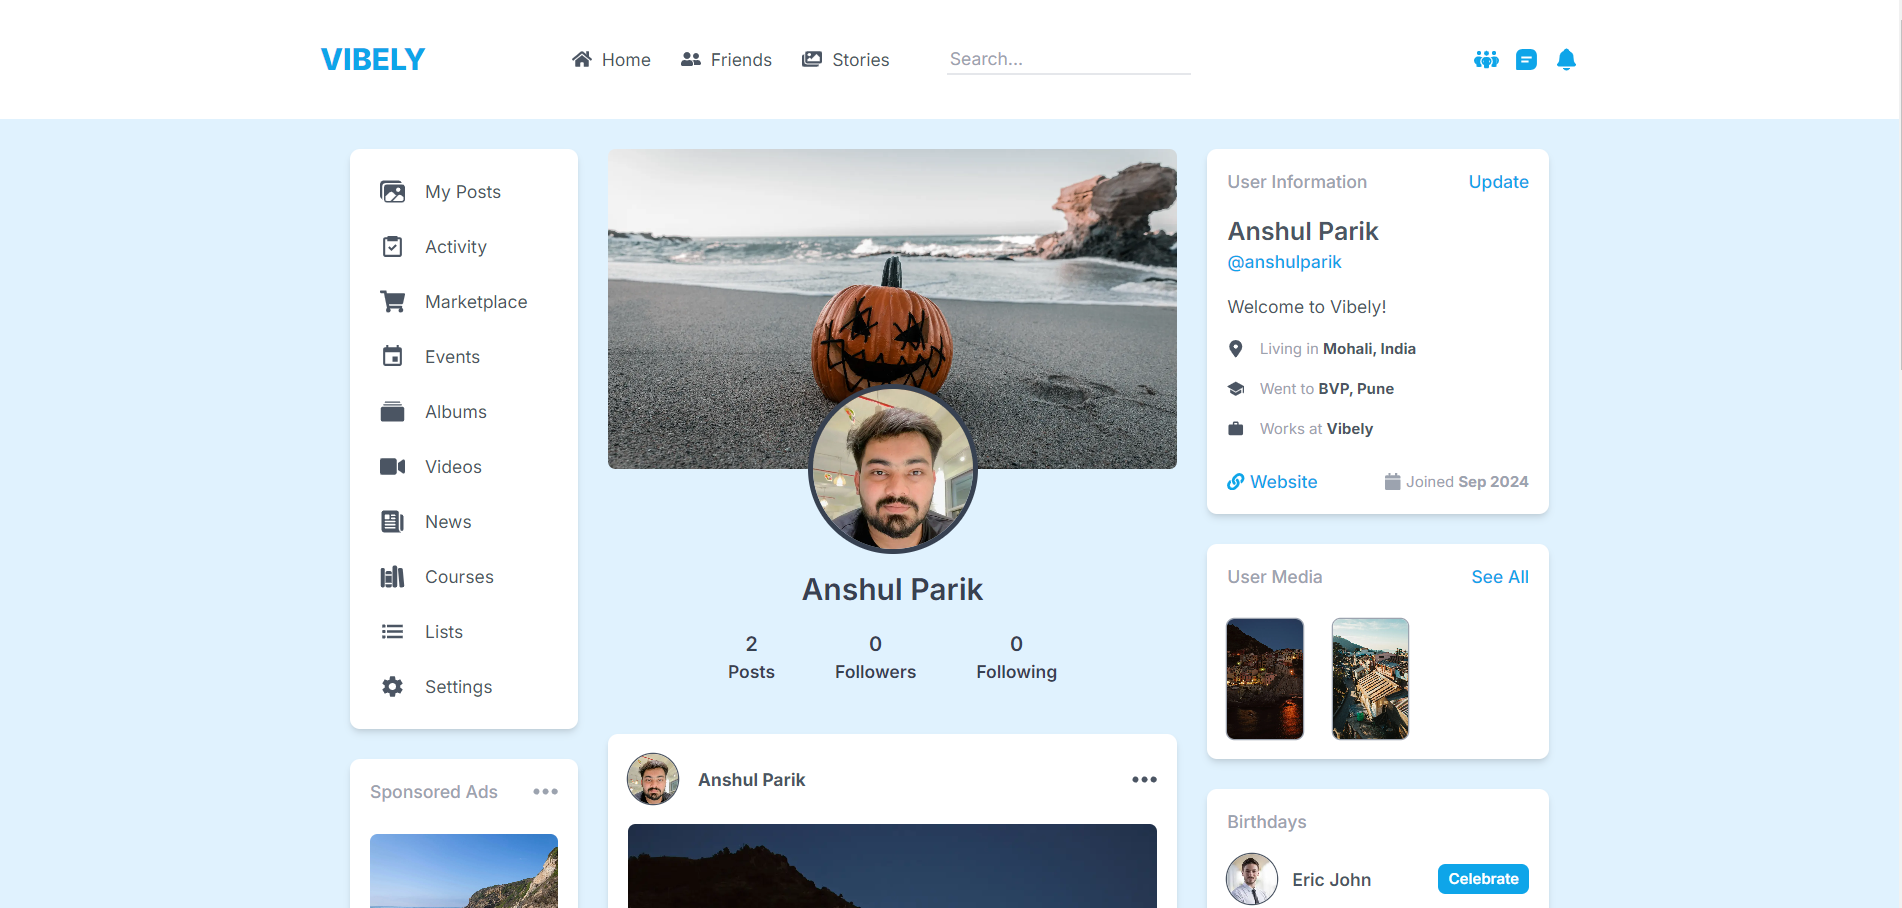 VIBELY
Home
Friends
Stories
Search...
My Posts
Activity
Marketplace
Events
Albums
Videos
News
Courses
Lists
Settings
Sponsored Ads
Anshul Parik
2
Posts
0
Followers
0
Following
Anshul Parik
User Information
Update
Anshul Parik
@anshulparik
Welcome to Vibely!
Living in Mohali, India
Went to BVP, Pune
Works at Vibely
Website
Joined Sep 2024
User Media
See All
Birthdays
Eric John
Celebrate